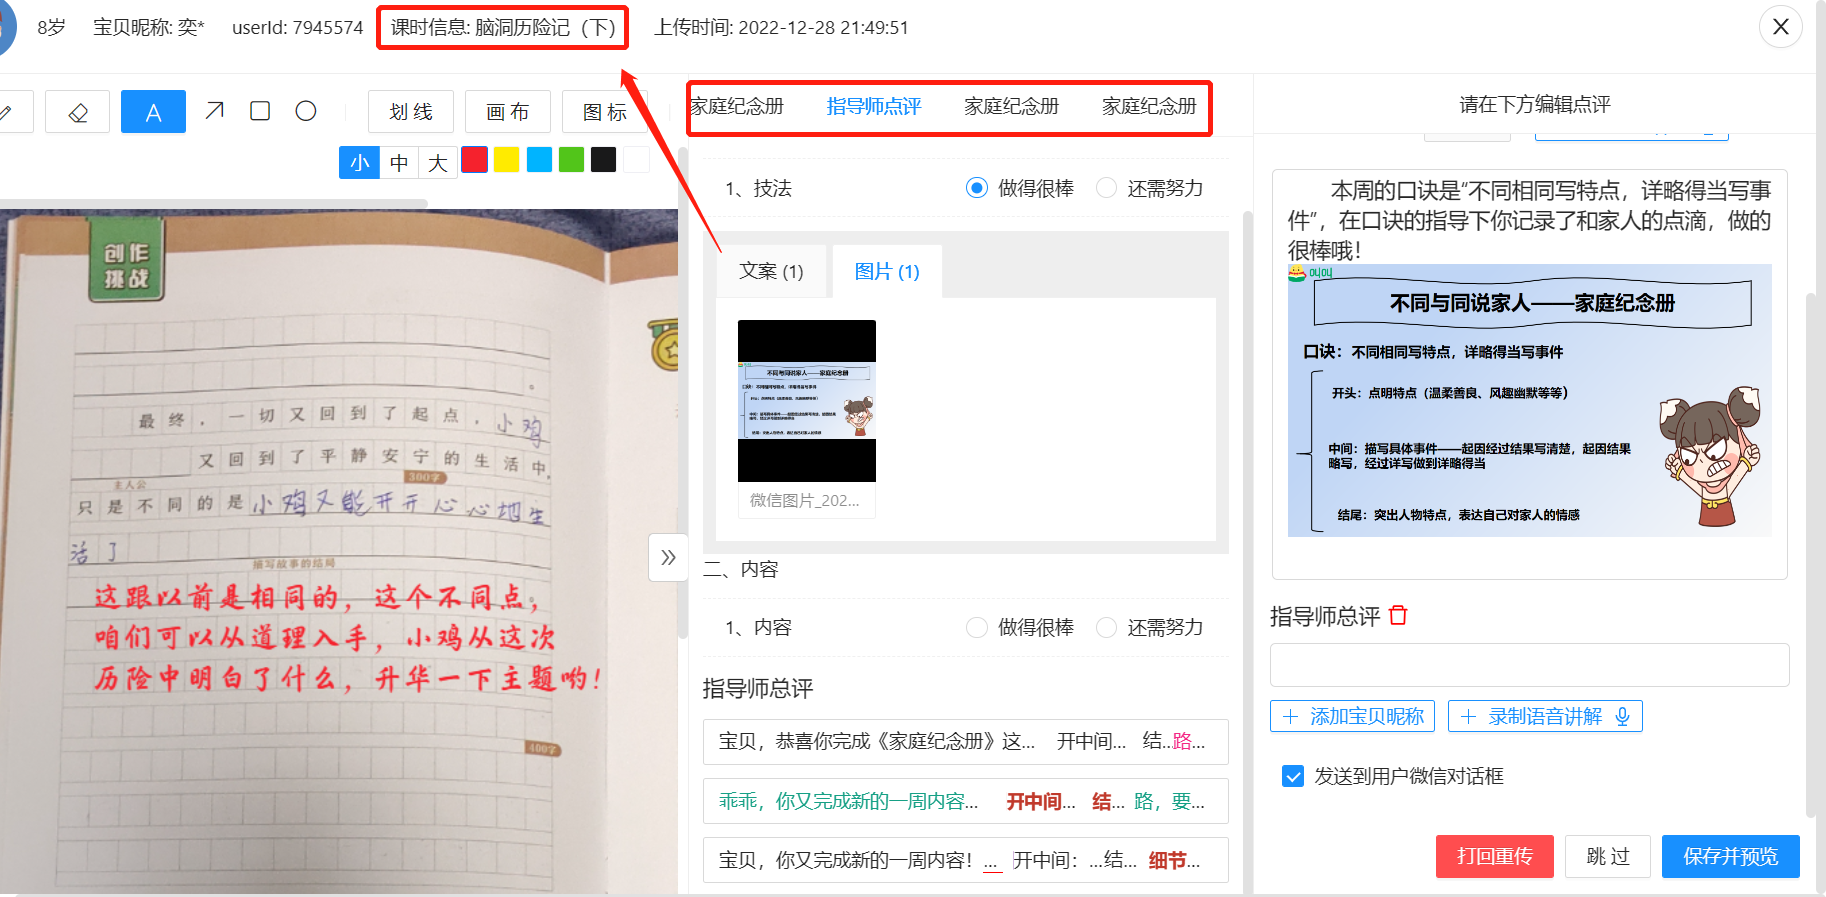 8岁 宝贝昵称: 奕* userId: 7945574 课时信息: 脑洞历险记（下） 上传时间: 2022-12-28 21:49:51
A
划 线
画 布
图 标
小 中 大
创作
挑战
最终，一切又回到了起点，小鸡
又回到了平静安宁的生活中，
300字
主人公
只是不同的是小鸡又能开开心心地生
活了
描写故事的结局
这跟以前是相同的，这个不同点，
咱们可以从道理入手，小鸡从这次
历险中明白了什么，升华一下主题哟！
400字
家庭纪念册 指导师点评 家庭纪念册 家庭纪念册
1、技法 做得很棒 还需努力
文案 (1) 图片 (1)
不同与同说家人——家庭纪念册
微信图片_202...
二、内容
1、内容 做得很棒 还需努力
指导师总评
宝贝，恭喜你完成《家庭纪念册》这... 开中间... 结...路...
乖乖，你又完成新的一周内容... 开中间... 结... 路，要...
宝贝，你又完成新的一周内容！... 开中间：...结... 细节...
请在下方编辑点评
本周的口诀是“不同相同写特点，详略得当写事
件”，在口诀的指导下你记录了和家人的点滴，做的
很棒哦！
不同与同说家人——家庭纪念册
口诀：不同相同写特点，详略得当写事件
开头：点明特点（温柔善良、风趣幽默等等）
中间：描写具体事件——起因经过结果写清楚，起因结果
略写，经过详写做到详略得当
结尾：突出人物特点，表达自己对家人的情感
指导师总评
添加宝贝昵称
录制语音讲解
发送到用户微信对话框
打回重传
跳 过
保存并预览